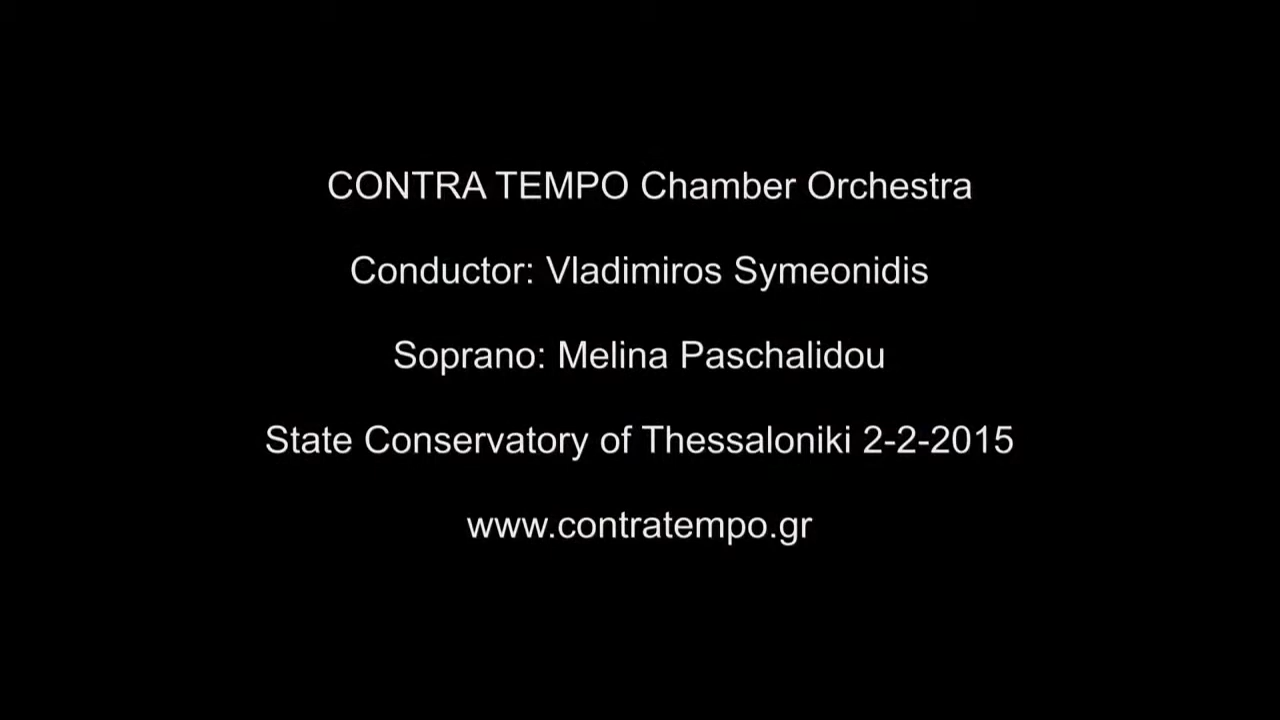 CONTRA TEMPO Chamber Orchestra
Conductor: Vladimiros Symeonidis
Soprano: Melina Paschalidou
State Conservatory of Thessaloniki 2-2-2015
www.contratempo.gr